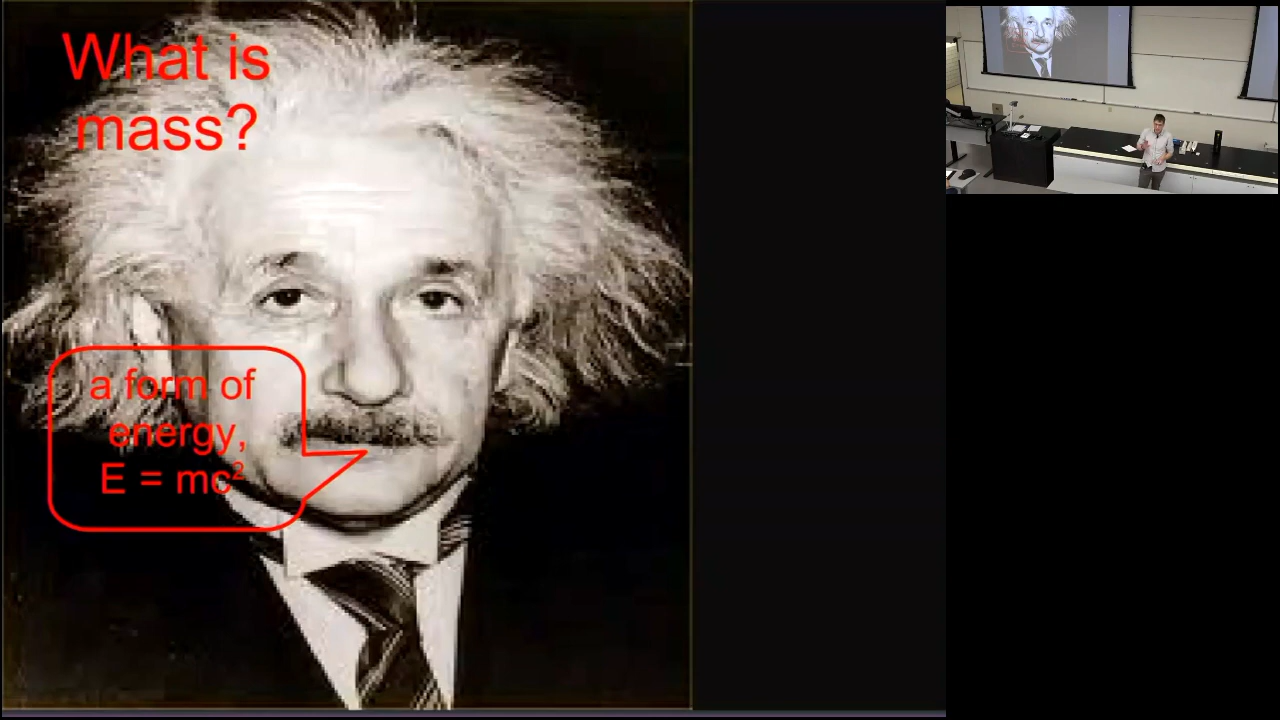 What is
mass?
a form of
energy,
E = mc²